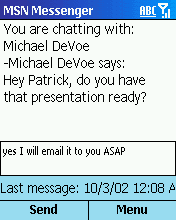 MSN Messenger ABC
You are chatting with:
Michael DeVoe
-Michael DeVoe says:
Hey Patrick, do you have
that presentation ready?
yes I will email it to you ASAP
Last message: 10/3/02 12:08 A
Send Menu